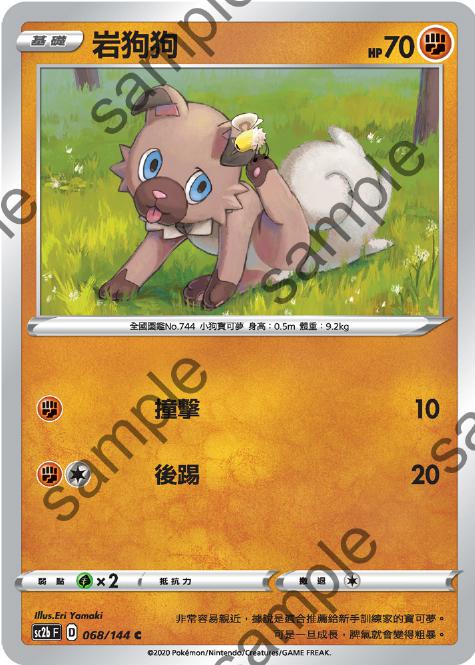 基礎 岩狗狗 HP 70
全國圖鑑No.744 小狗寶可夢 身高：0.5m 體重：9.2kg
撞擊 10
後踢 20
弱點 ×2 抵抗力 撤退
Illus.Eri Yamaki
sc2b F D 068/144 C
非常容易親近，據說是適合推薦給新手訓練家的寶可夢。
可是一旦成長，脾氣就會變得粗暴。
©2020 Pokémon/Nintendo/Creatures/GAME FREAK.
sample
sample
sample
sample
sample
sample
sample